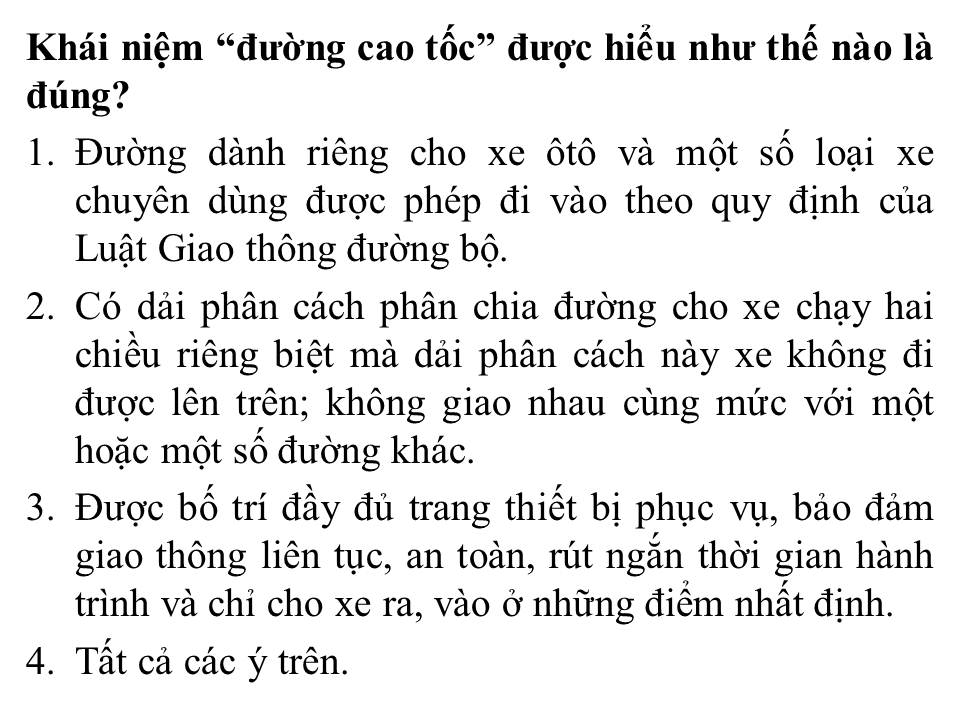 Khái niệm “đường cao tốc” được hiểu như thế nào là
đúng?
1. Đường dành riêng cho xe ôtô và một số loại xe
chuyên dùng được phép đi vào theo quy định của
Luật Giao thông đường bộ.
2. Có dải phân cách phân chia đường cho xe chạy hai
chiều riêng biệt mà dải phân cách này xe không đi
được lên trên; không giao nhau cùng mức với một
hoặc một số đường khác.
3. Được bố trí đầy đủ trang thiết bị phục vụ, bảo đảm
giao thông liên tục, an toàn, rút ngắn thời gian hành
trình và chỉ cho xe ra, vào ở những điểm nhất định.
4. Tất cả các ý trên.